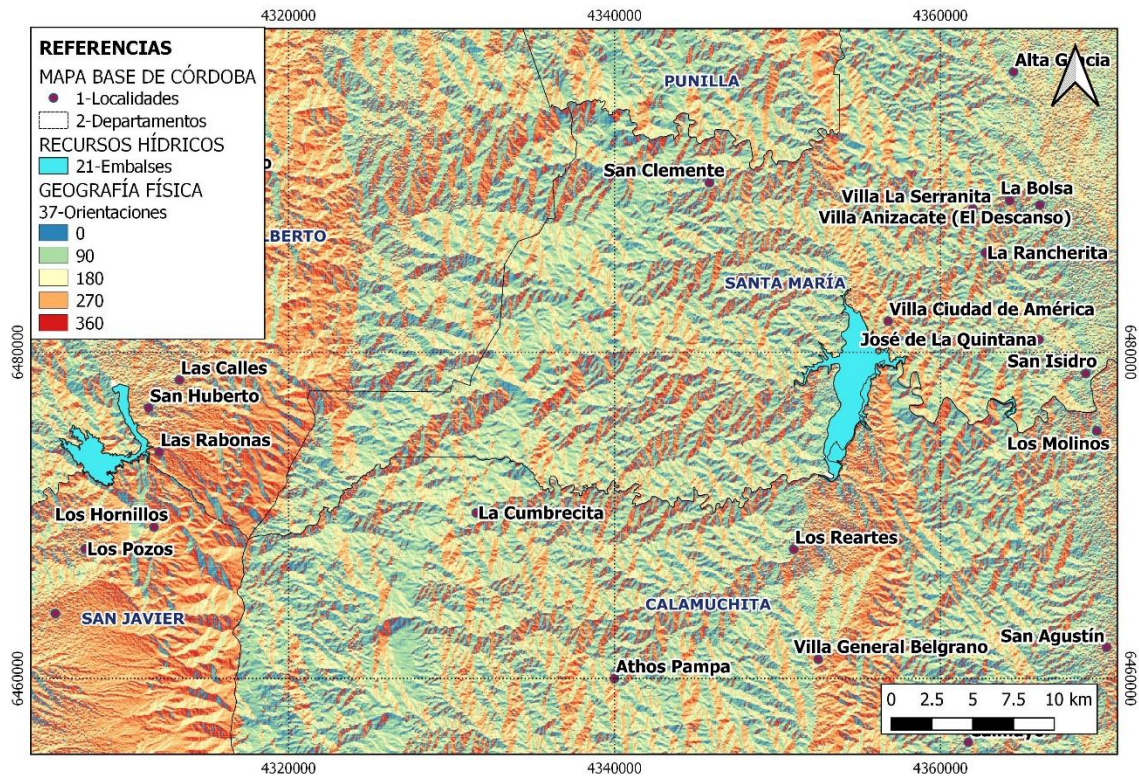 4320000
4340000
4360000
REFERENCIAS
MAPA BASE DE CÓRDOBA
1-Localidades
2-Departamentos
RECURSOS HÍDRICOS
21-Embalses
GEOGRAFÍA FÍSICA
37-Orientaciones
0
90
180
270
360
PUNILLA
Alta Gracia
San Clemente
La Bolsa
Villa La Serranita
Villa Anizacate (El Descanso)
LBERTO
La Rancherita
SANTA MARÍA
Villa Ciudad de América
José de La Quintana
6480000
6480000
San Isidro
Las Calles
San Huberto
Las Rabonas
Los Molinos
Los Hornillos
La Cumbrecita
Los Pozos
Los Reartes
SAN JAVIER
CALAMUCHITA
Villa General Belgrano
San Agustín
Athos Pampa
6460000
6460000
0
2.5
5
7.5
10 km
4320000
4340000
4360000